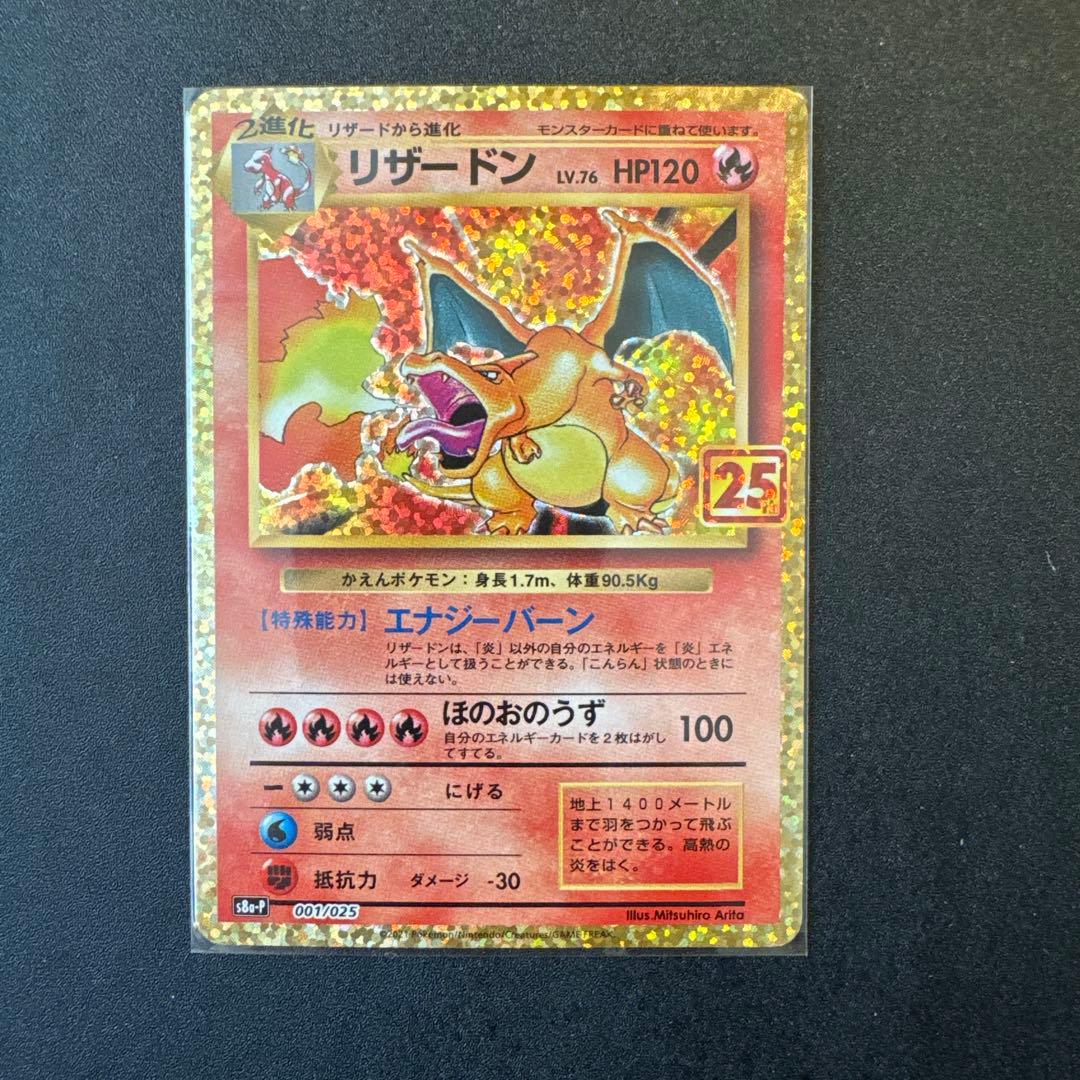 2進化 リザードから進化 モンスターカードに重ねて使います。
リザードン LV.76 HP120
25
かえんポケモン：身長1.7m、体重90.5Kg
【特殊能力】エナジーバーン
リザードンは、「炎」以外の自分のエネルギーを「炎」エネ
ルギーとして扱うことができる。「こんらん」状態のときに
は使えない。
ほのおのうず 100
自分のエネルギーカードを2枚はがし
てすてる。
ー にげる
弱点
抵抗力 ダメージ -30
地上1400メートル
まで羽をつかって飛ぶ
ことができる。高熱の
炎をはく。
s8a-P 001/025 Illus.Mitsuhiro Arita
©2021 Pokémon/Nintendo/Creatures/GAME FREAK.